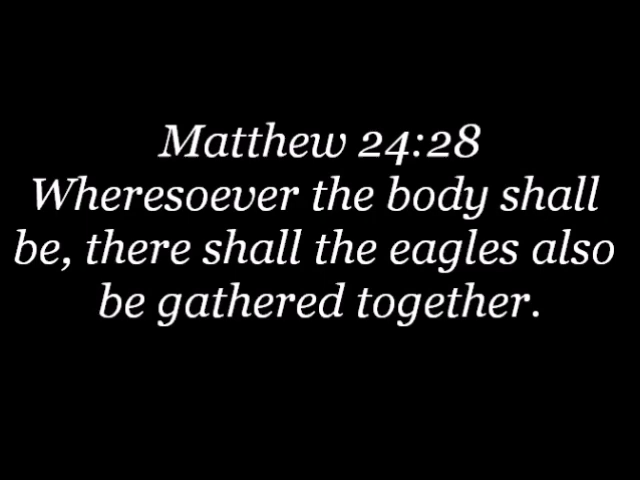 Matthew 24:28
Wheresoever the body shall
be, there shall the eagles also
be gathered together.